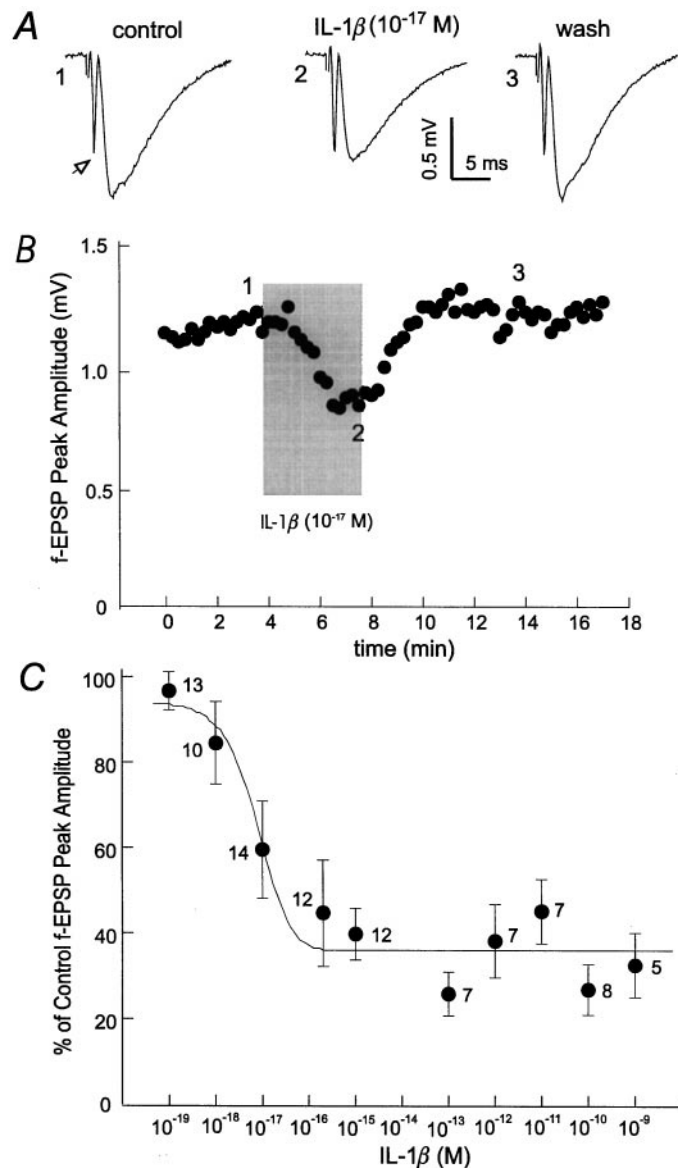 A
control
IL-1β (10⁻¹⁷ M)
wash
1
2
3
0.5 mV
5 ms
B
f-EPSP Peak Amplitude (mV)
1.5
1.0
0.5
0
1
2
3
IL-1β (10⁻¹⁷ M)
0 2 4 6 8 10 12 14 16 18
time (min)
C
% of Control f-EPSP Peak Amplitude
100
80
60
40
20
0
13
10
14
12
12
7
7
7
8
5
10⁻¹⁹ 10⁻¹⁸ 10⁻¹⁷ 10⁻¹⁶ 10⁻¹⁵ 10⁻¹⁴ 10⁻¹³ 10⁻¹² 10⁻¹¹ 10⁻¹⁰ 10⁻⁹
IL-1β (M)